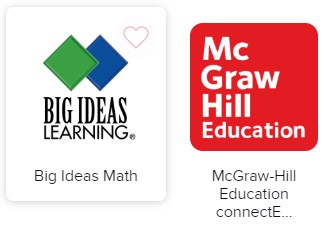 BIG IDEAS
LEARNING®
Big Ideas Math
Mc
Graw
Hill
Education
McGraw-Hill
Education
connectE...